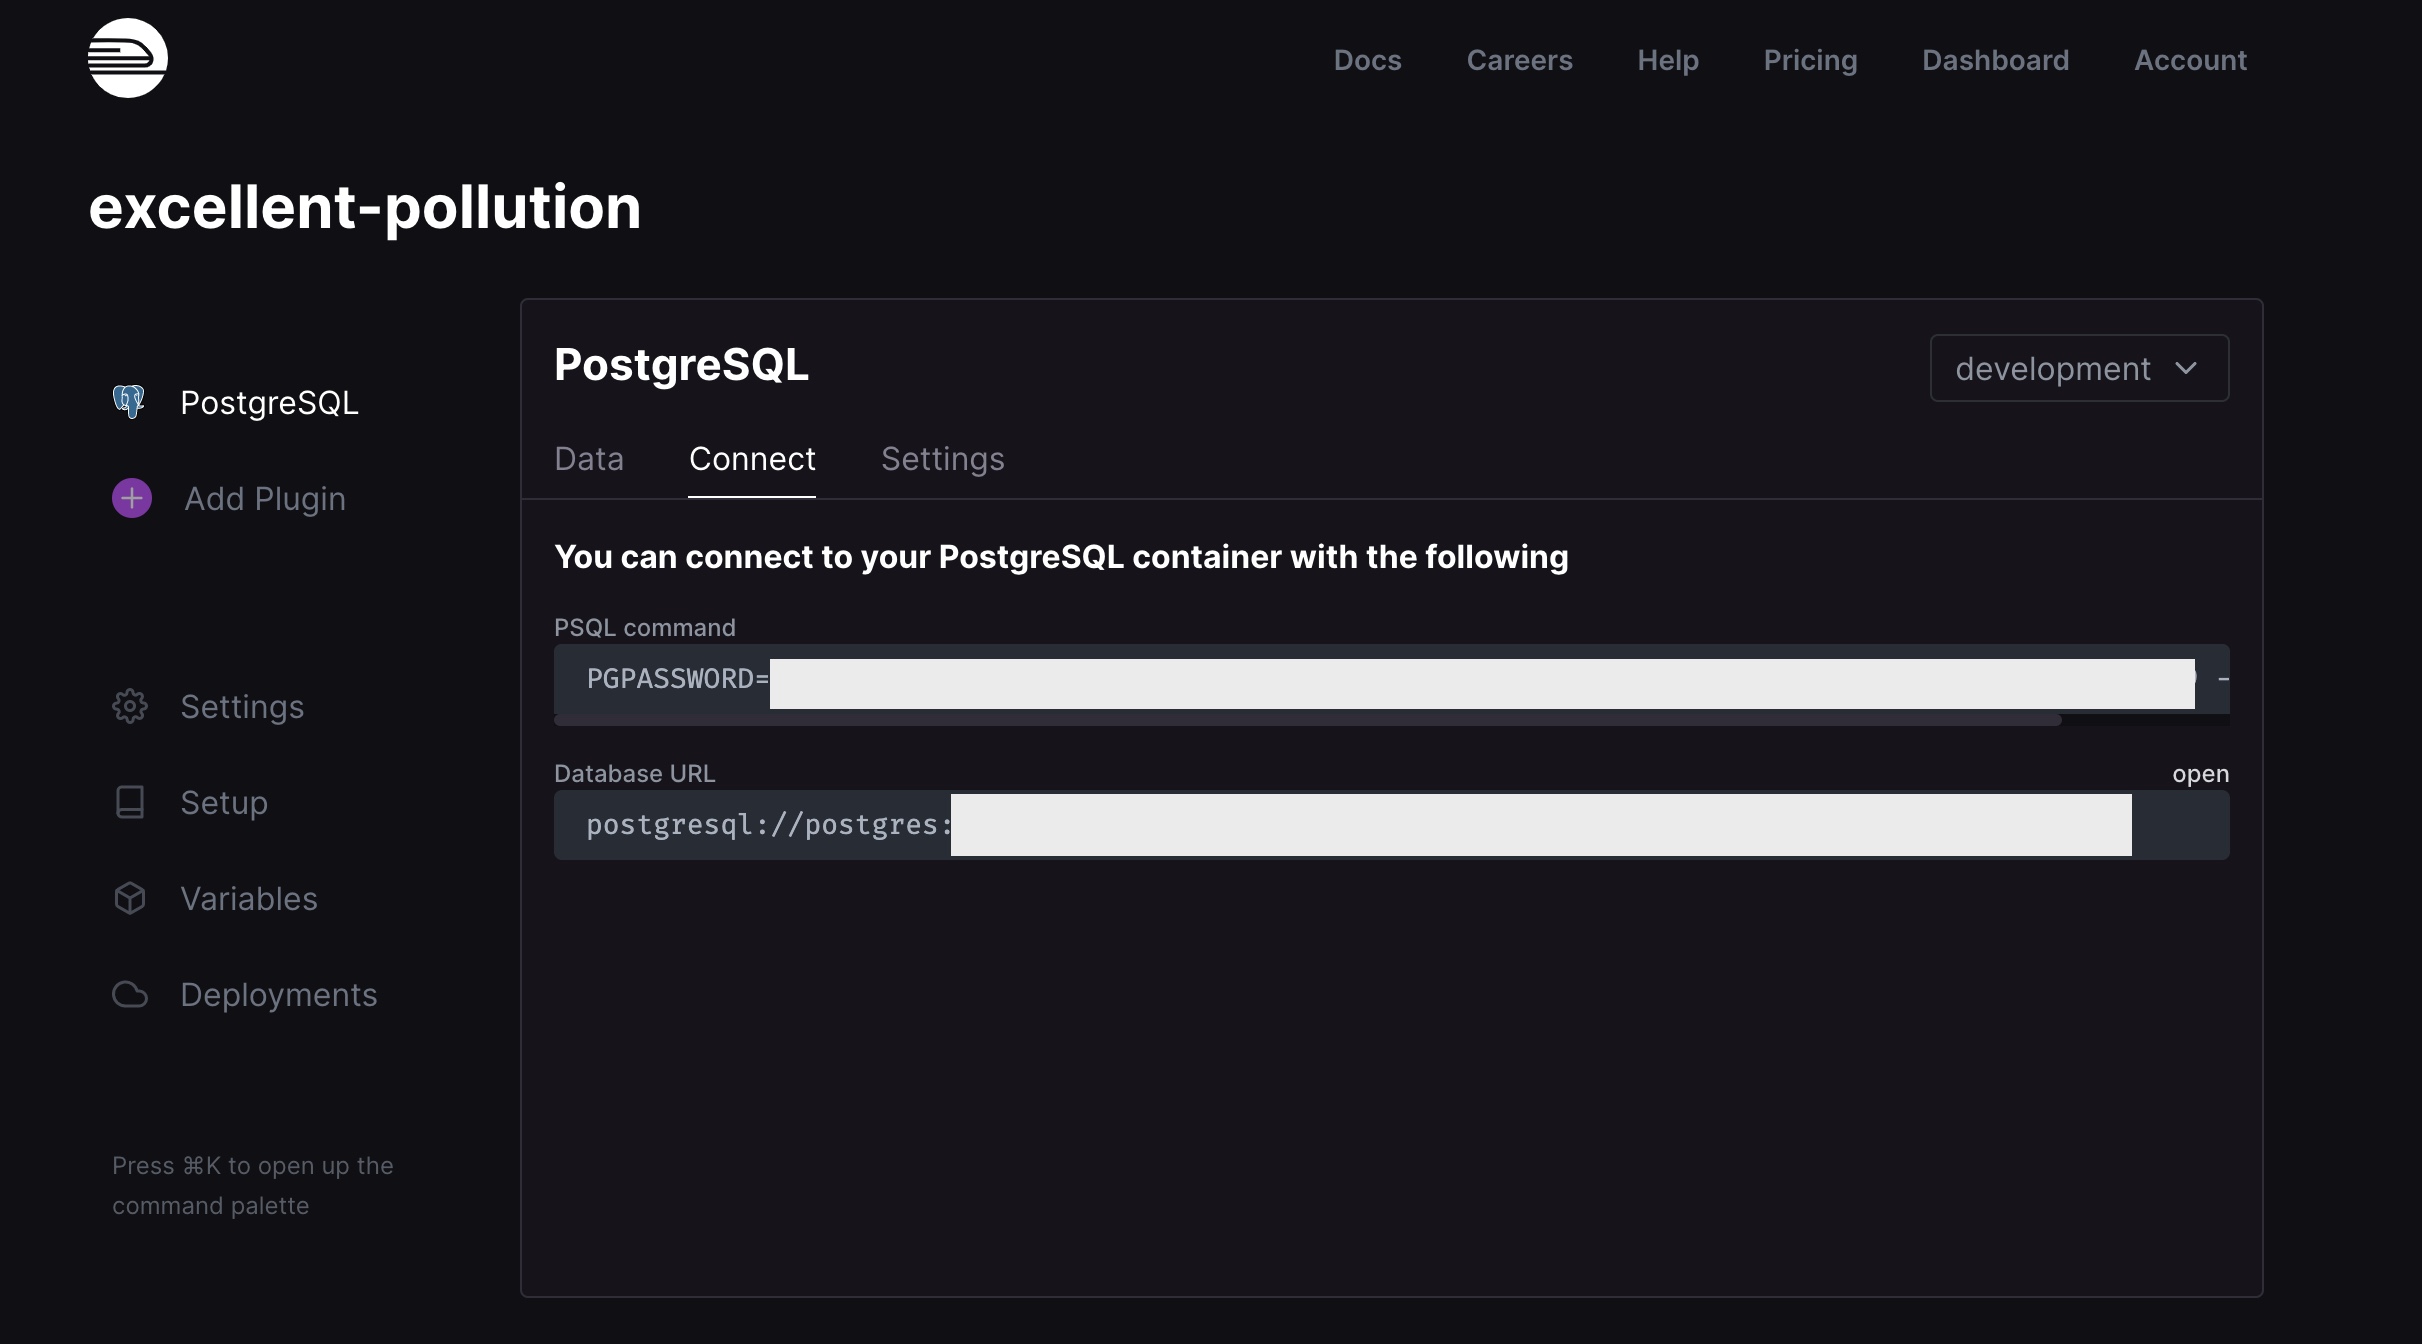 Docs Careers Help Pricing Dashboard Account
excellent-pollution
PostgreSQL
Add Plugin
Settings
Setup
Variables
Deployments
Press ⌘K to open up the
command palette
PostgreSQL
development
Data Connect Settings
You can connect to your PostgreSQL container with the following
PSQL command
PGPASSWORD= -
Database URL open
postgresql://postgres: